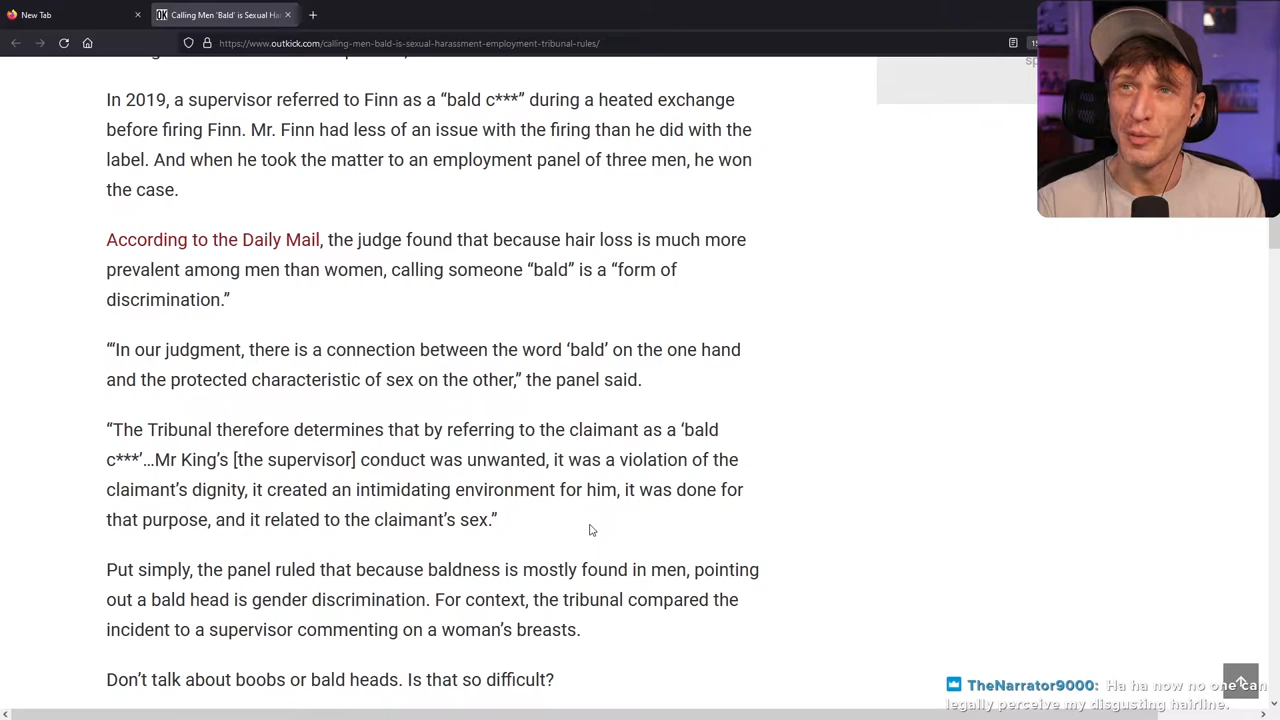 New Tab
Calling Men 'Bald' is Sexual Ha
https://www.outkick.com/calling-men-bald-is-sexual-harassment-employment-tribunal-rules/
In 2019, a supervisor referred to Finn as a “bald c***” during a heated exchange
before firing Finn. Mr. Finn had less of an issue with the firing than he did with the
label. And when he took the matter to an employment panel of three men, he won
the case.
According to the Daily Mail, the judge found that because hair loss is much more
prevalent among men than women, calling someone “bald” is a “form of
discrimination.”
“‘In our judgment, there is a connection between the word ‘bald’ on the one hand
and the protected characteristic of sex on the other,” the panel said.
“The Tribunal therefore determines that by referring to the claimant as a ‘bald
c***’…Mr King’s [the supervisor] conduct was unwanted, it was a violation of the
claimant’s dignity, it created an intimidating environment for him, it was done for
that purpose, and it related to the claimant’s sex.”
Put simply, the panel ruled that because baldness is mostly found in men, pointing
out a bald head is gender discrimination. For context, the tribunal compared the
incident to a supervisor commenting on a woman’s breasts.
Don’t talk about boobs or bald heads. Is that so difficult?
TheNarrator9000: Ha ha now no one can
legally perceive my disgusting hairline.